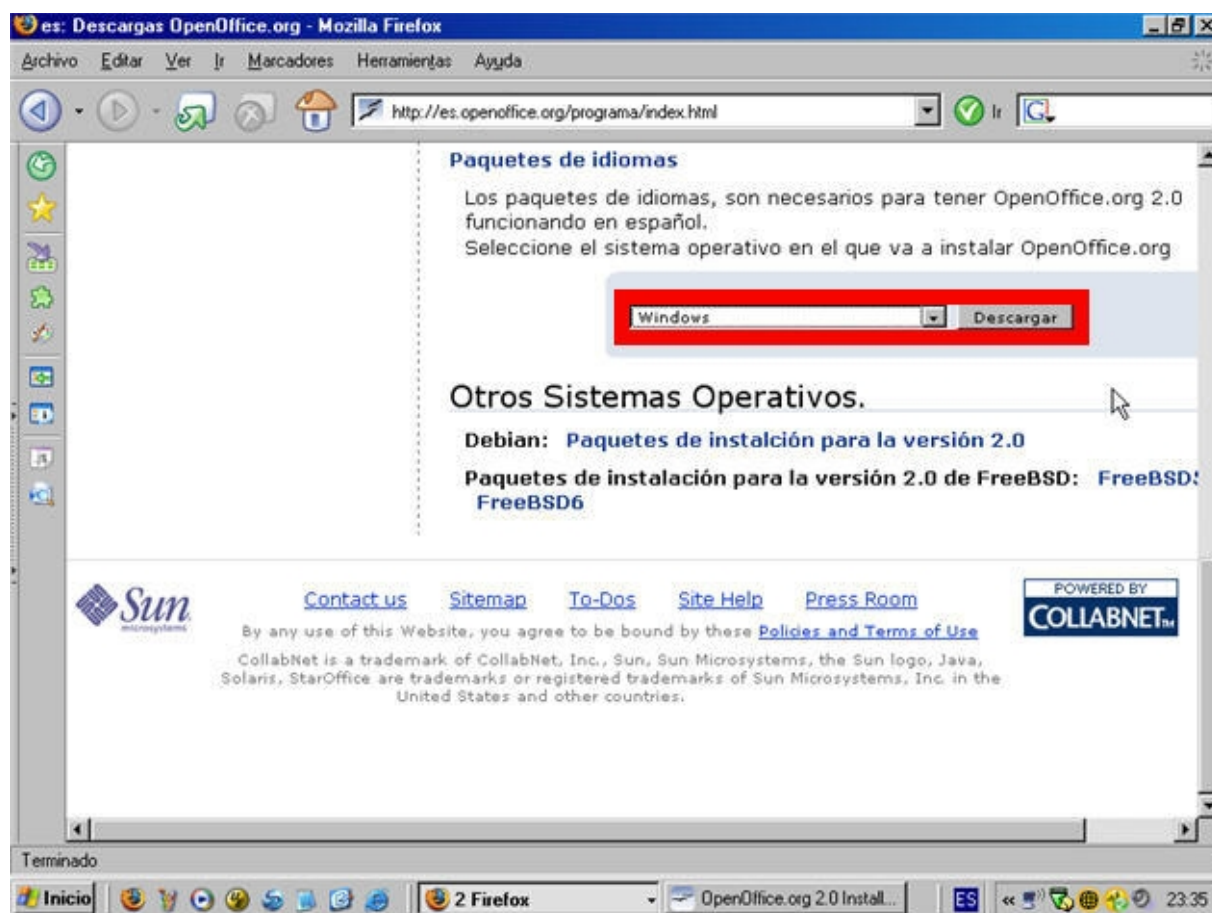 es: Descargas OpenOffice.org - Mozilla Firefox
Archivo Editar Ver Ir Marcadores Herramientas Ayuda
http://es.openoffice.org/programa/index.html Ir
Paquetes de idiomas
Los paquetes de idiomas, son necesarios para tener OpenOffice.org 2.0
funcionando en español.
Seleccione el sistema operativo en el que va a instalar OpenOffice.org
Windows Descargar
Otros Sistemas Operativos.
Debian: Paquetes de instalción para la versión 2.0
Paquetes de instalación para la versión 2.0 de FreeBSD: FreeBSD5
FreeBSD6
Sun microsystems
Contact us Sitemap To-Dos Site Help Press Room
By any use of this Website, you agree to be bound by these Policies and Terms of Use
CollabNet is a trademark of CollabNet, Inc., Sun, Sun Microsystems, the Sun logo, Java,
Solaris, StarOffice are trademarks or registered trademarks of Sun Microsystems, Inc. in the
United States and other countries.
POWERED BY
COLLABNET TM
Terminado
Inicio 2 Firefox OpenOffice.org 2.0 Install... ES « 23:35